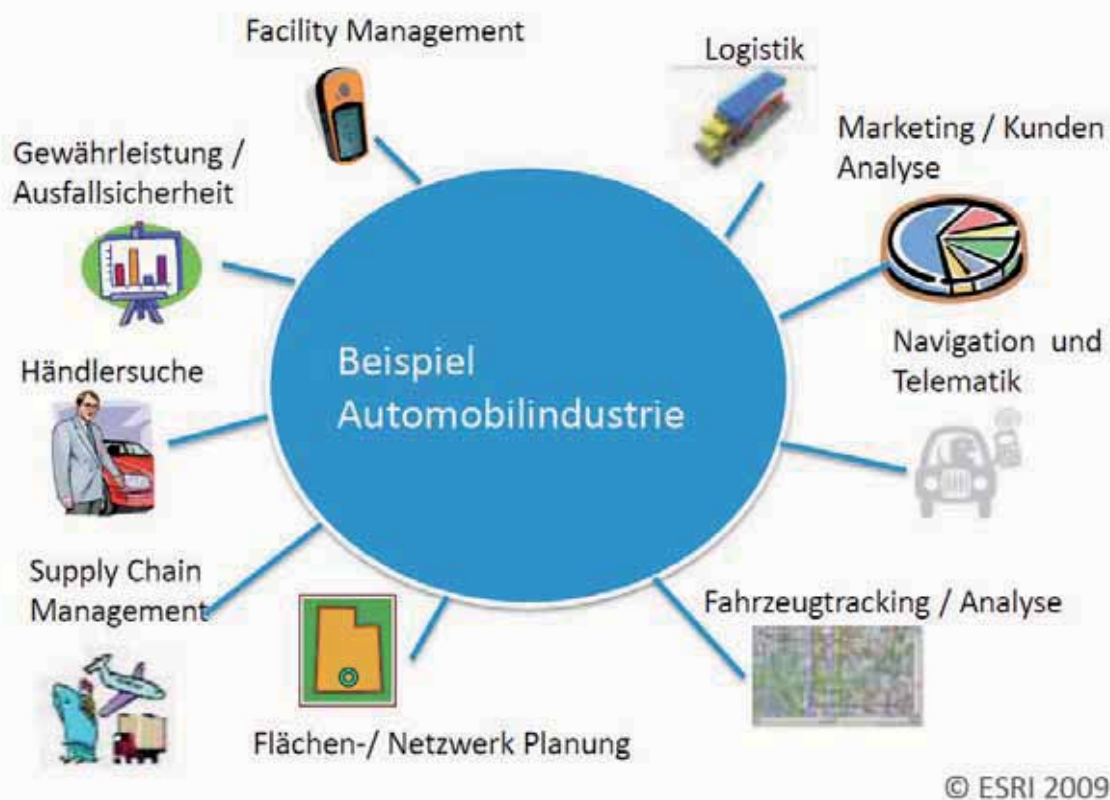 Facility Management
Logistik
Marketing / Kunden
Analyse
Gewährleistung /
Ausfallsicherheit
Beispiel
Automobilindustrie
Navigation und
Telematik
Händlersuche
Supply Chain
Management
Fahrzeugtracking / Analyse
Flächen-/ Netzwerk Planung
© ESRI 2009